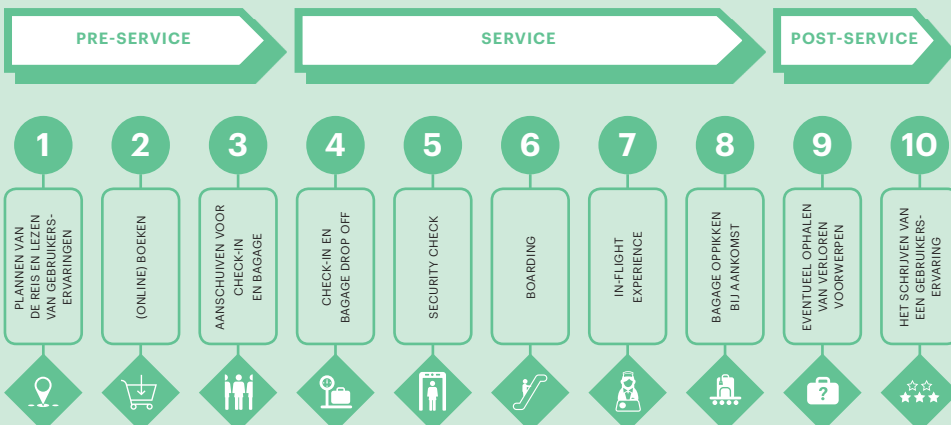 PRE-SERVICE
SERVICE
POST-SERVICE
1
2
3
4
5
6
7
8
9
10
PLANNEN VAN
DE REIS EN LEZEN
VAN GEBRUIKERS-
ERVARINGEN
(ONLINE) BOEKEN
AANSCHUIVEN VOOR
CHECK-IN
EN BAGAGE
CHECK-IN EN
BAGAGE DROP OFF
SECURITY CHECK
BOARDING
IN-FLIGHT
EXPERIENCE
BAGAGE OPPIKKEN
BIJ AANKOMST
EVENTUEEL OPHALEN
VAN VERLOREN
VOORWERPEN
HET SCHRIJVEN VAN
EEN GEBRUIKERS-
ERVARING
?